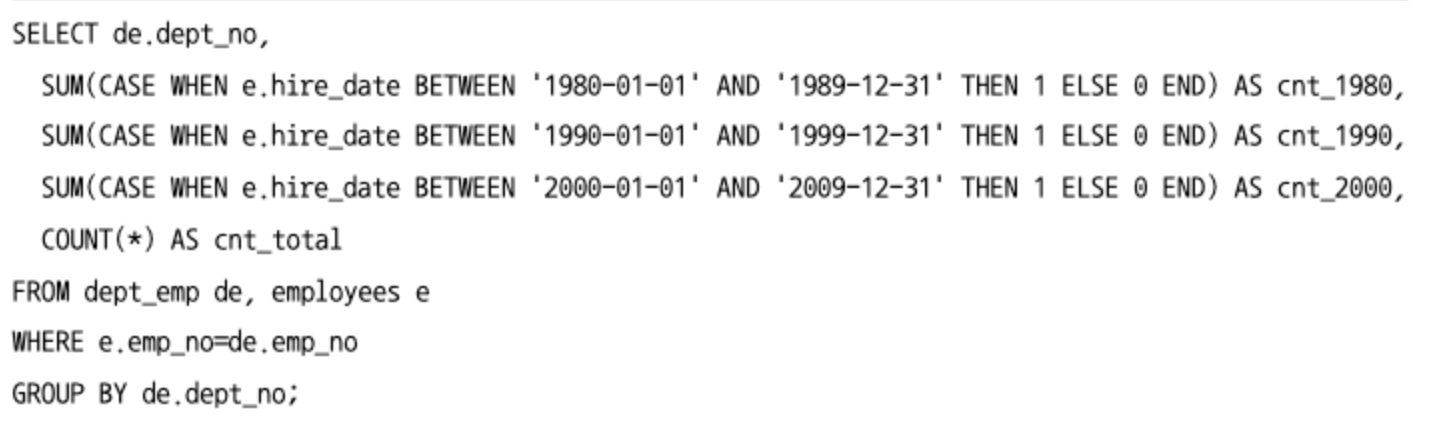 SELECT de.dept_no,
SUM(CASE WHEN e.hire_date BETWEEN '1980-01-01' AND '1989-12-31' THEN 1 ELSE 0 END) AS cnt_1980,
SUM(CASE WHEN e.hire_date BETWEEN '1990-01-01' AND '1999-12-31' THEN 1 ELSE 0 END) AS cnt_1990,
SUM(CASE WHEN e.hire_date BETWEEN '2000-01-01' AND '2009-12-31' THEN 1 ELSE 0 END) AS cnt_2000,
COUNT(*) AS cnt_total
FROM dept_emp de, employees e
WHERE e.emp_no=de.emp_no
GROUP BY de.dept_no;